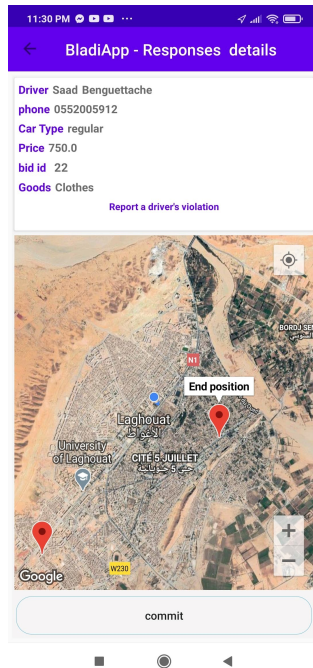 11:30 PM
BladiApp - Responses details
Driver Saad Benguettache
phone 0552005912
Car Type regular
Price 750.0
bid id 22
Goods Clothes
Report a driver's violation
BORDJ SEN
N1
End position
Laghouat
الأغواط
University
of Laghouat
CITÉ 5 JUILLET
حي 5 جويلية
W230
Google
commit